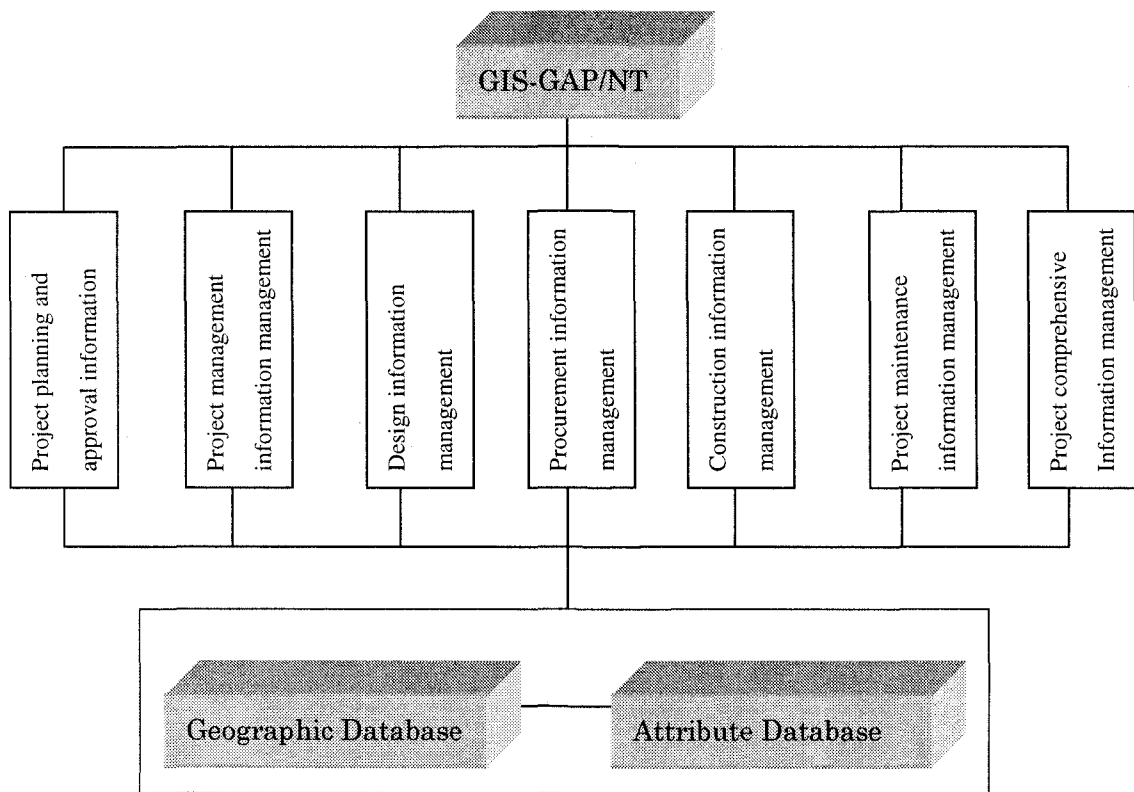 GIS-GAP/NT
Project planning and
approval information
Project management
information management
Design information
management
Procurement information
management
Construction information
management
Project maintenance
information management
Project comprehensive
Information management
Geographic Database
Attribute Database